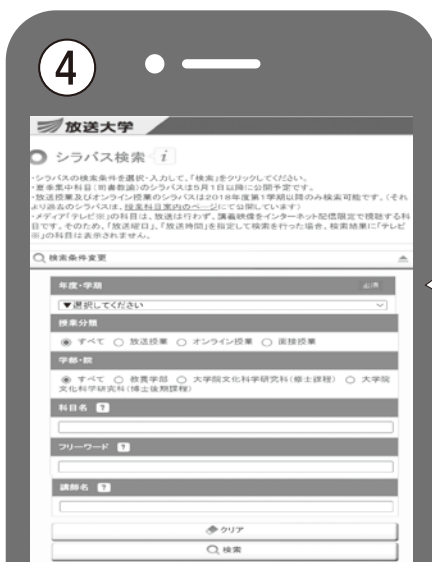 ④
放送大学
シラバス検索 i
・シラバスの検索条件を選択・入力して、「検索」をクリックしてください。
・夏季集中科目(司書教諭)のシラバスは5月1日以降に公開予定です。
・放送授業及びオンライン授業のシラバスは2018年度第1学期以降のみ検索可能です。(それ
より過去のシラバスは、授業科目案内のページにて公開しています)
・メディア「テレビ※」の科目は、放送は行わず、講義映像をインターネット配信限定で視聴する科
目です。そのため、「放送曜日」、「放送時間」を指定して検索を行った場合、検索結果に「テレビ
※」の科目は表示されません。
検索条件変更
年度・学期 必須
▼選択してください
授業分類
すべて 放送授業 オンライン授業 面接授業
学部・院
すべて 教養学部 大学院文化科学研究科(修士課程) 大学院
文化科学研究科(博士後期課程)
科目名 ?
フリーワード ?
講師名 ?
クリア
検索